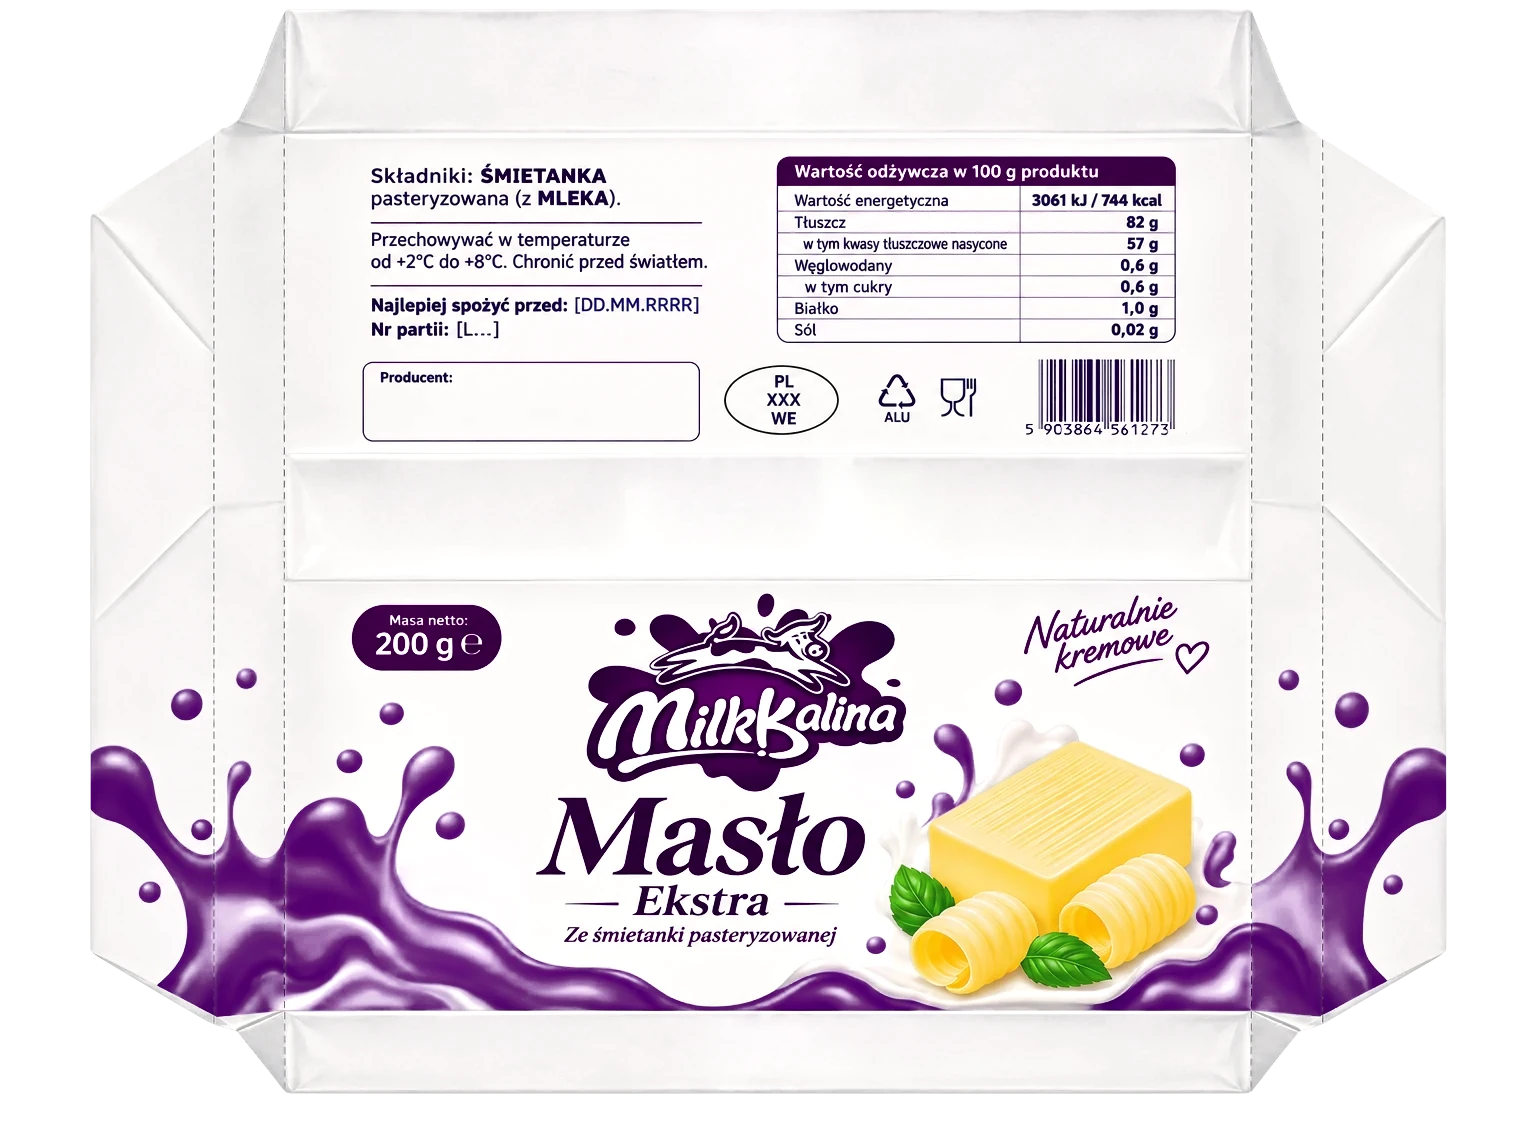 Składniki: ŚMIETANKA
pasteryzowana (z MLEKA).
Przechowywać w temperaturze
od +2°C do +8°C. Chronić przed światłem.
Najlepiej spożyć przed: [DD.MM.RRRR]
Nr partii: [L...]
Producent:
Wartość odżywcza w 100 g produktu
Wartość energetyczna 3061 kJ / 744 kcal
Tłuszcz 82 g
w tym kwasy tłuszczowe nasycone 57 g
Węglowodany 0,6 g
w tym cukry 0,6 g
Białko 1,0 g
Sól 0,02 g
PL
XXX
WE
ALU
5 903864 561273
Masa netto:
200 g ℮
MilkKalina
Naturalnie
kremowe
Masło
Ekstra
Ze śmietanki pasteryzowanej